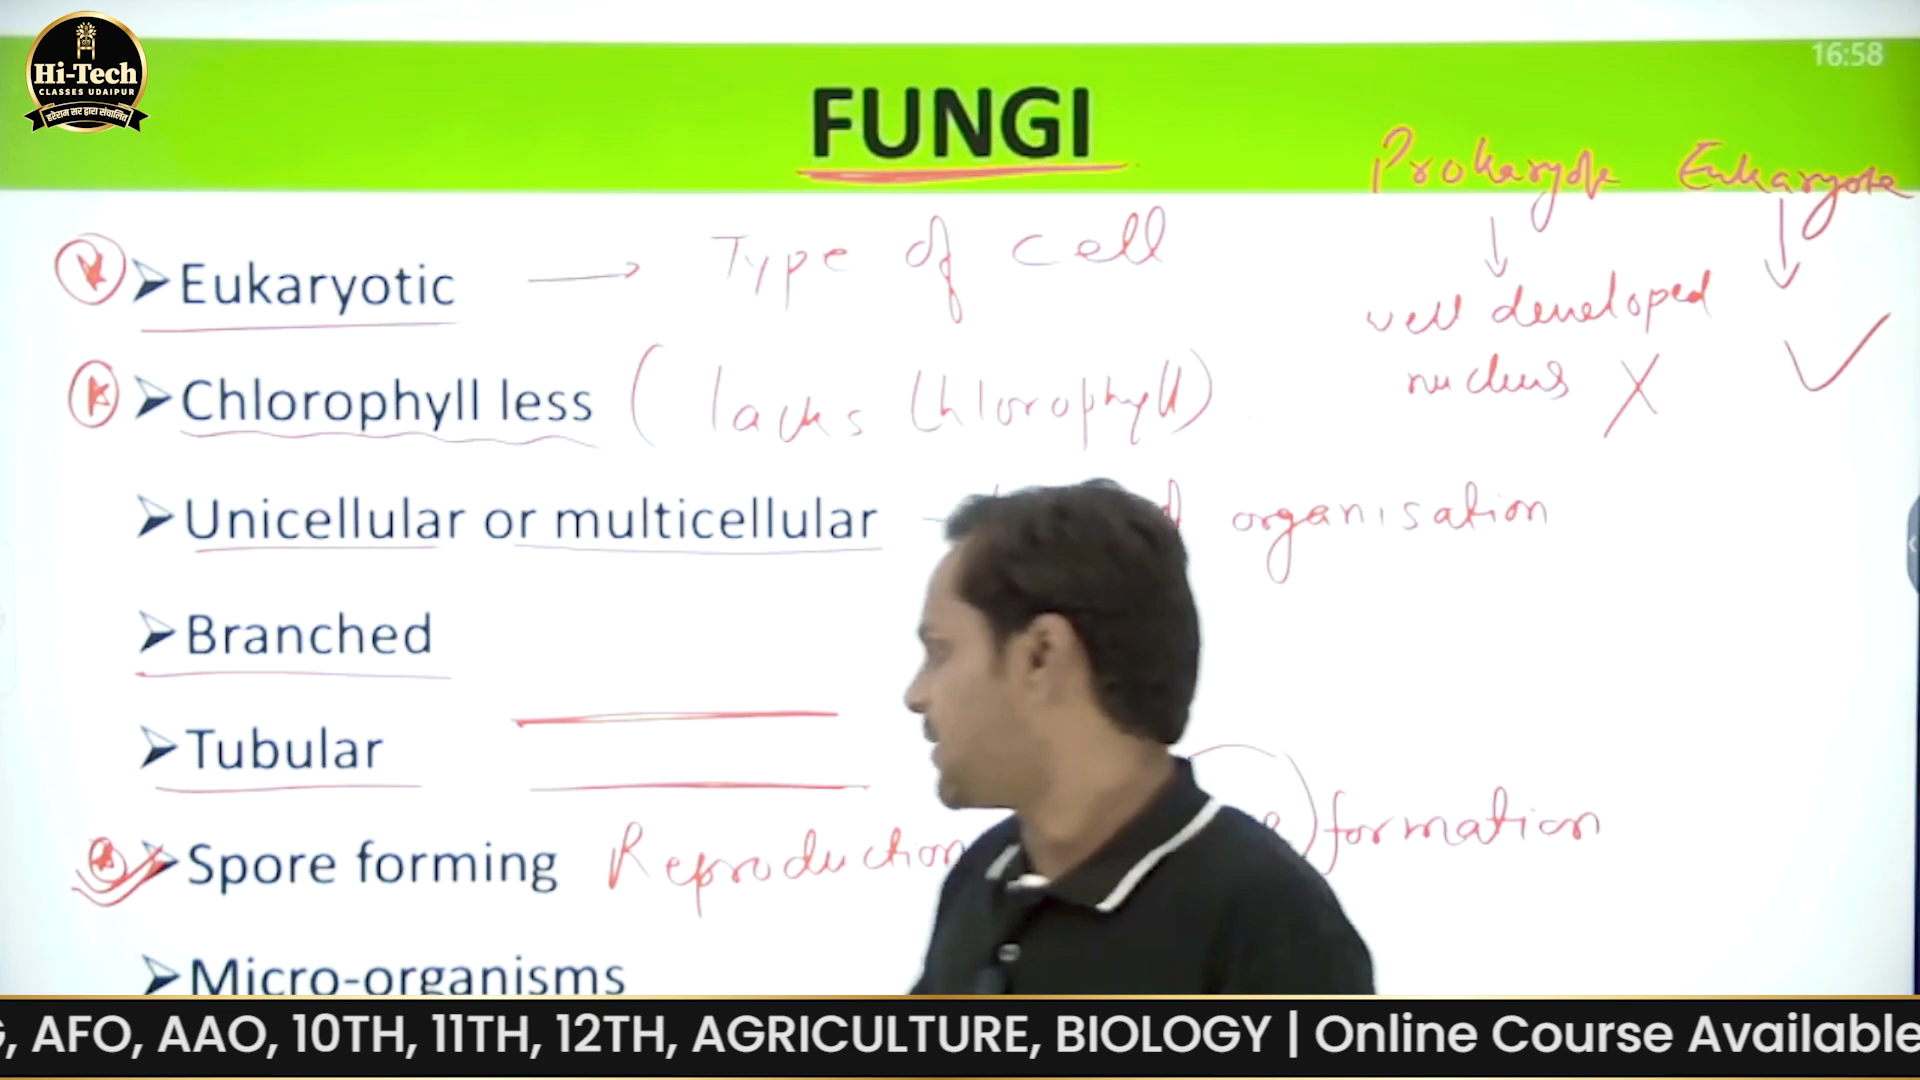 Hi-Tech
CLASSES UDAIPUR
हरेराम सर द्वारा संचालित
16:58
FUNGI
Prokaryote Eukaryote
Eukaryotic → Type of cell
well developed
nucleus X ✓
Chlorophyll less (lacks Chlorophyll)
Unicellular or multicellular organisation
Branched
Tubular
Spore forming Reproduction formation
Micro-organisms
, AFO, AAO, 10TH, 11TH, 12TH, AGRICULTURE, BIOLOGY | Online Course Available